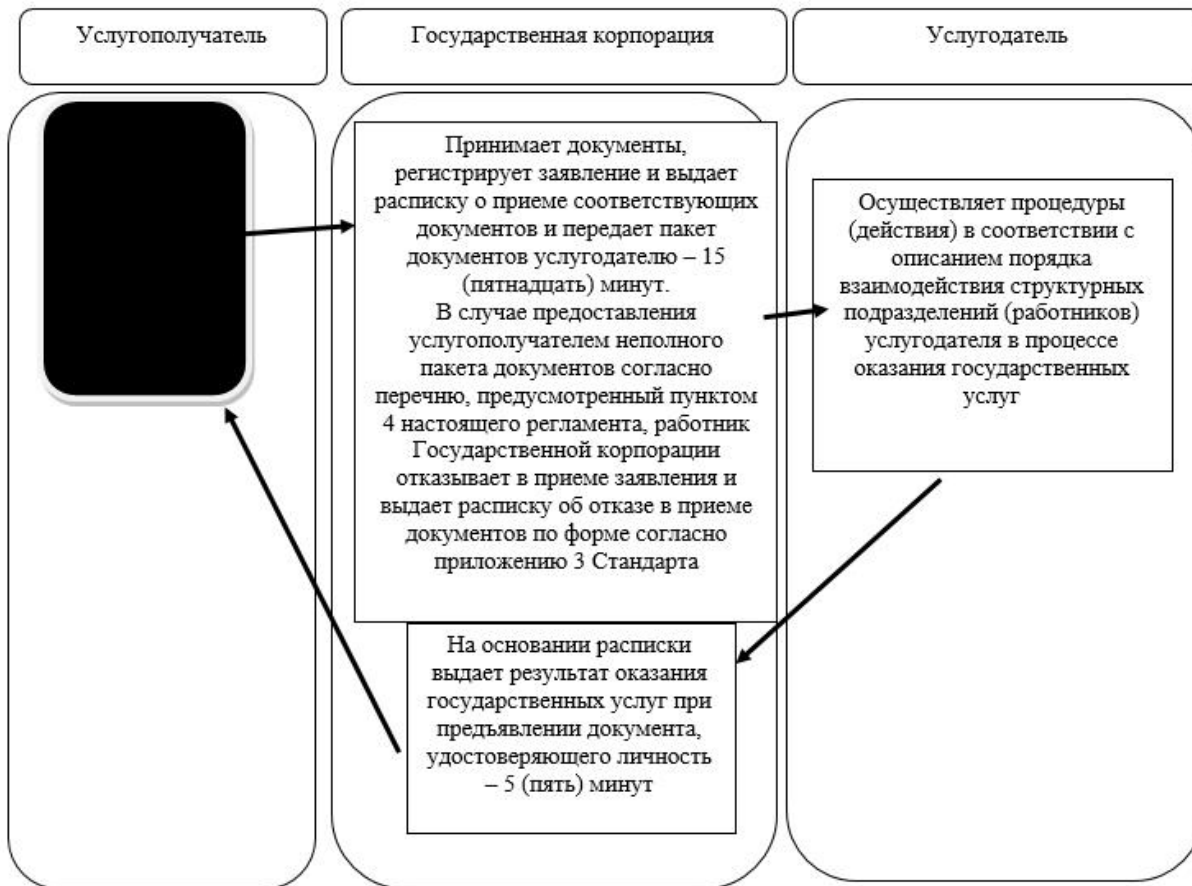 Услугополучатель
Государственная корпорация
Услугодатель
Принимает документы,
регистрирует заявление и выдает
расписку о приеме соответствующих
документов и передает пакет
документов услугодателю – 15
(пятнадцать) минут.
В случае предоставления
услугополучателем неполного
пакета документов согласно
перечню, предусмотренный пунктом
4 настоящего регламента, работник
Государственной корпорации
отказывает в приеме заявления и
выдает расписку об отказе в приеме
документов по форме согласно
приложению 3 Стандарта
Осуществляет процедуры
(действия) в соответствии с
описанием порядка
взаимодействия структурных
подразделений (работников)
услугодателя в процессе
оказания государственных
услуг
На основании расписки
выдает результат оказания
государственных услуг при
предъявлении документа,
удостоверяющего личность
– 5 (пять) минут